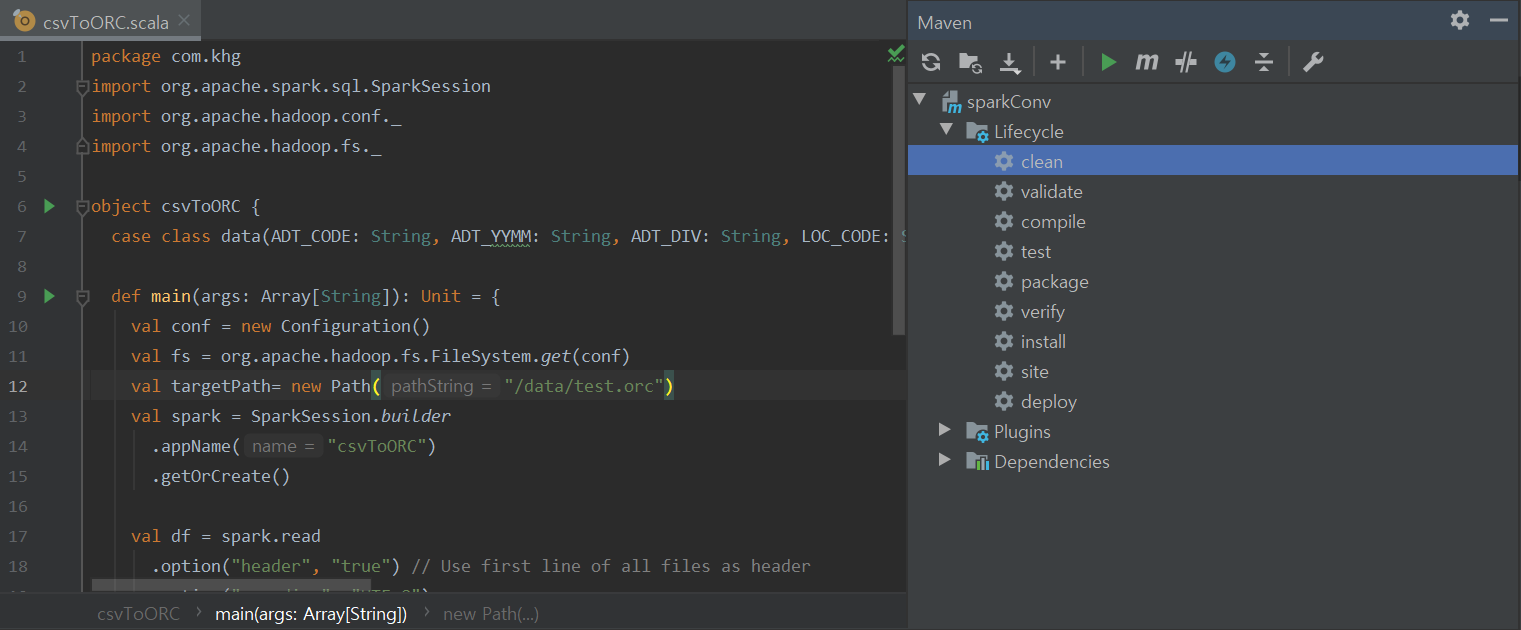 csvToORC.scala
1 package com.khg
2 import org.apache.spark.sql.SparkSession
3 import org.apache.hadoop.conf._
4 import org.apache.hadoop.fs._
5
6 object csvToORC {
7 case class data(ADT_CODE: String, ADT_YYMM: String, ADT_DIV: String, LOC_CODE:
8
9 def main(args: Array[String]): Unit = {
10 val conf = new Configuration()
11 val fs = org.apache.hadoop.fs.FileSystem.get(conf)
12 val targetPath= new Path( pathString = "/data/test.orc")
13 val spark = SparkSession.builder
14 .appName( name = "csvToORC")
15 .getOrCreate()
16
17 val df = spark.read
18 .option("header", "true") // Use first line of all files as header
csvToORC › main(args: Array[String]) › new Path(...)
Maven
m
sparkConv
Lifecycle
clean
validate
compile
test
package
verify
install
site
deploy
Plugins
Dependencies